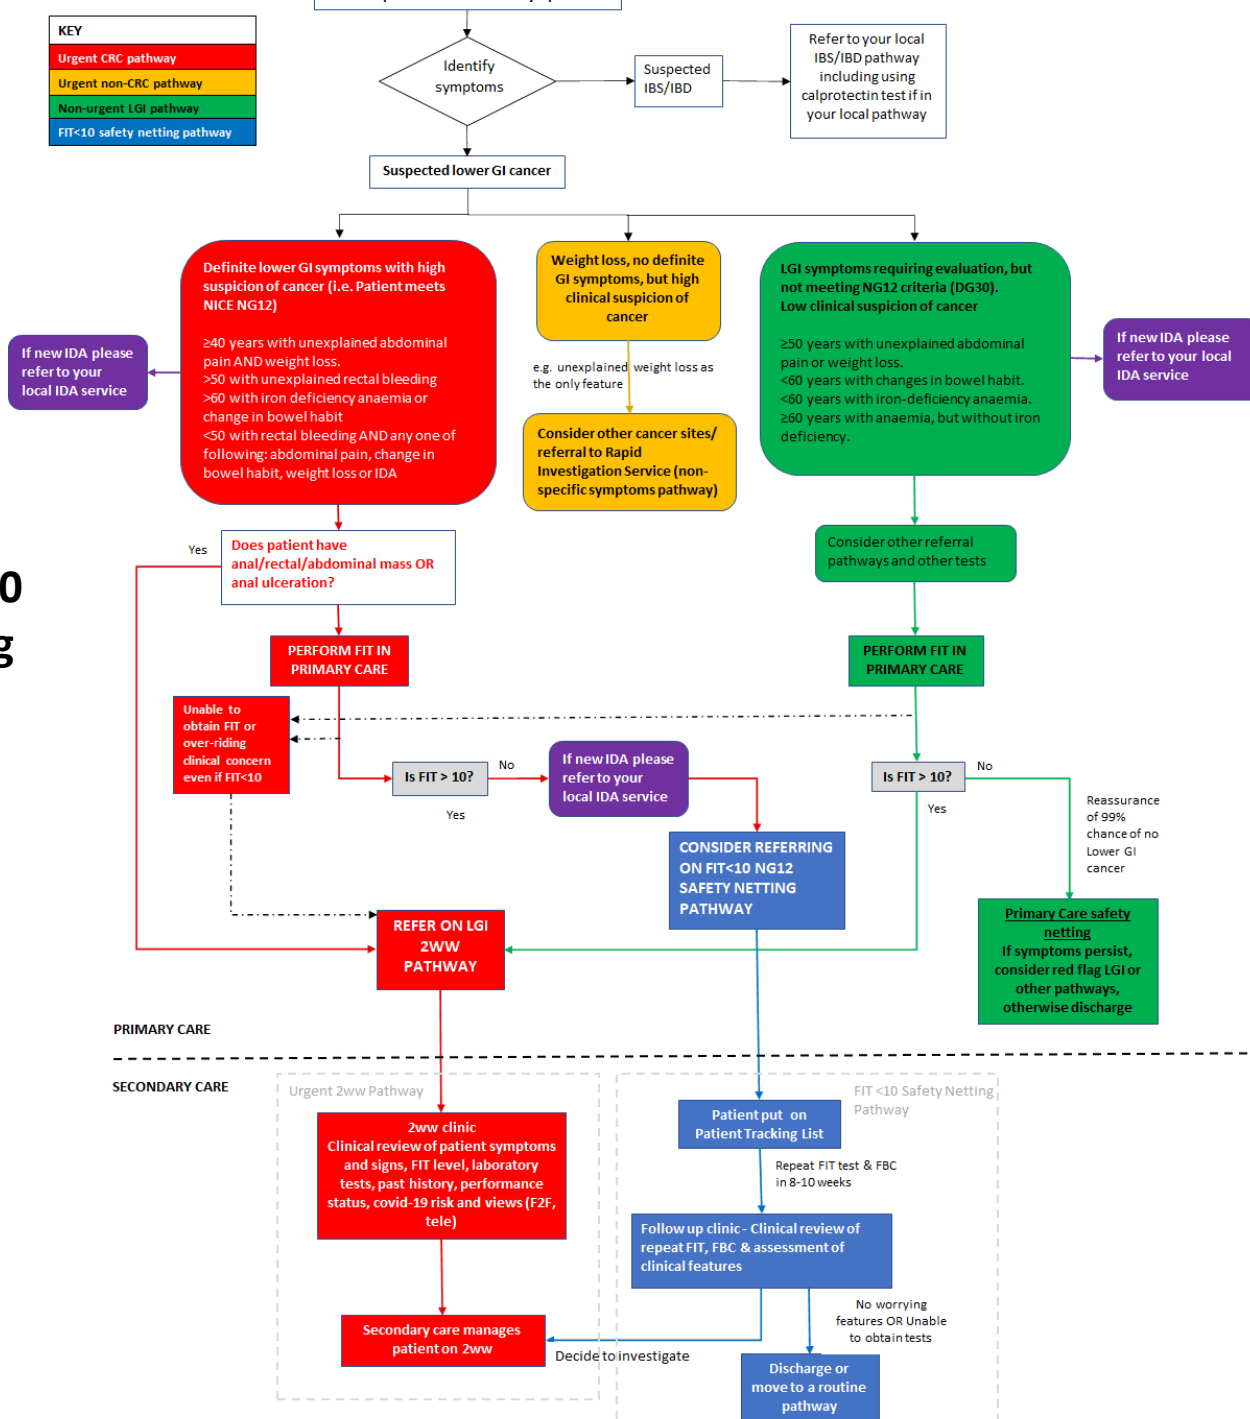 KEY
Urgent CRC pathway
Urgent non-CRC pathway
Non-urgent LGI pathway
FIT<10 safety netting pathway
Identify
symptoms
Suspected
IBS/IBD
Refer to your local
IBS/IBD pathway
including using
calprotectin test if in
your local pathway
Suspected lower GI cancer
Definite lower GI symptoms with high
suspicion of cancer (i.e. Patient meets
NICE NG12)
≥40 years with unexplained abdominal
pain AND weight loss.
>50 with unexplained rectal bleeding
>60 with iron deficiency anaemia or
change in bowel habit
<50 with rectal bleeding AND any one of
following: abdominal pain, change in
bowel habit, weight loss or IDA
If new IDA please
refer to your
local IDA service
Weight loss, no definite
GI symptoms, but high
clinical suspicion of
cancer
e.g. unexplained weight loss as
the only feature
Consider other cancer sites/
referral to Rapid
Investigation Service (non-
specific symptoms pathway)
LGI symptoms requiring evaluation, but
not meeting NG12 criteria (DG30).
Low clinical suspicion of cancer
≥50 years with unexplained abdominal
pain or weight loss.
<60 years with changes in bowel habit.
<60 years with iron-deficiency anaemia.
≥60 years with anaemia, but without iron
deficiency.
If new IDA please
refer to your local
IDA service
Yes
Does patient have
anal/rectal/abdominal mass OR
anal ulceration?
Consider other referral
pathways and other tests
0
g
PERFORM FIT IN
PRIMARY CARE
PERFORM FIT IN
PRIMARY CARE
Unable to
obtain FIT or
over-riding
clinical concern
even if FIT<10
Is FIT > 10?
No
Yes
If new IDA please
refer to your
local IDA service
Is FIT > 10?
No
Yes
Reassurance
of 99%
chance of no
Lower GI
cancer
CONSIDER REFERRING
ON FIT<10 NG12
SAFETY NETTING
PATHWAY
REFER ON LGI
2WW
PATHWAY
Primary Care safety
netting
If symptoms persist,
consider red flag LGI or
other pathways,
otherwise discharge
PRIMARY CARE
SECONDARY CARE
Urgent 2ww Pathway
FIT <10 Safety Netting
Pathway
2ww clinic
Clinical review of patient symptoms
and signs, FIT level, laboratory
tests, past history, performance
status, covid-19 risk and views (F2F,
tele)
Patient put on
Patient Tracking List
Repeat FIT test & FBC
in 8-10 weeks
Follow up clinic - Clinical review of
repeat FIT, FBC & assessment of
clinical features
Secondary care manages
patient on 2ww
Decide to investigate
No worrying
features OR Unable
to obtain tests
Discharge or
move to a routine
pathway